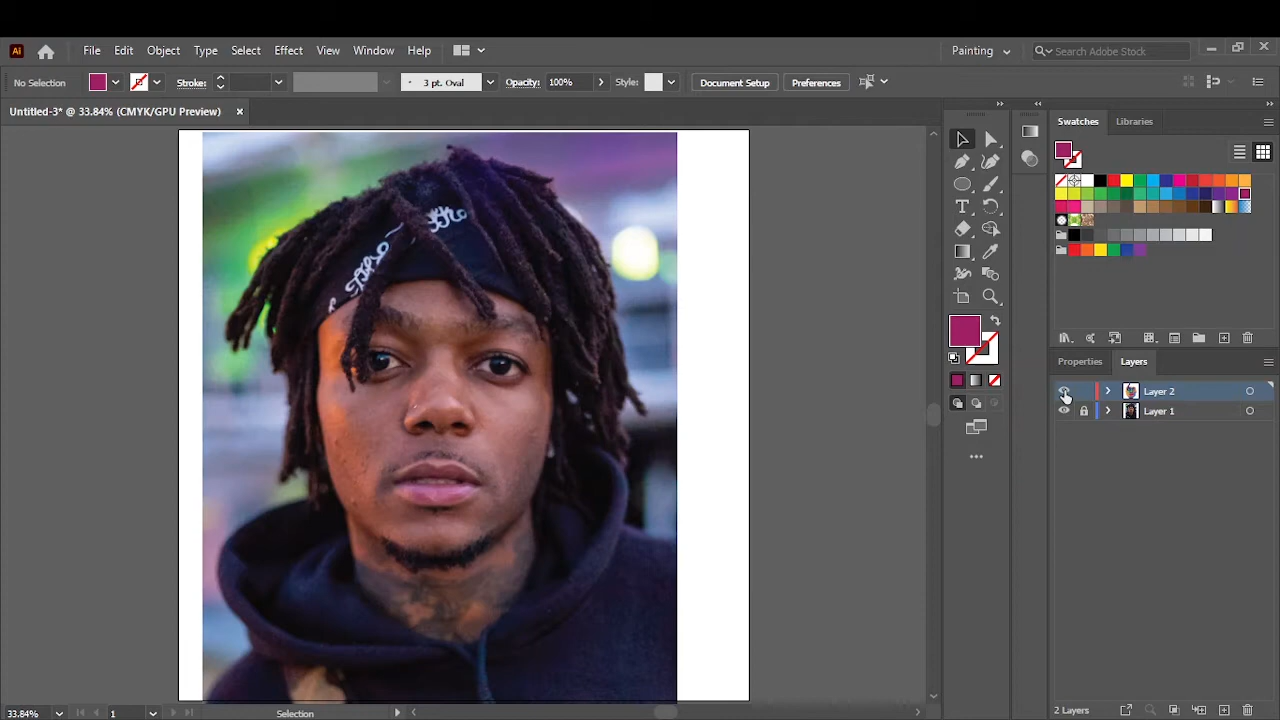 Ai File Edit Object Type Select Effect View Window Help Painting Search Adobe Stock
No Selection Stroke: 3 pt. Oval Opacity: 100% Style: Document Setup Preferences
Untitled-3* @ 33.84% (CMYK/GPU Preview)
Swatches Libraries
Properties Layers
Layer 2
Layer 1
2 Layers
33.84% 1 Selection